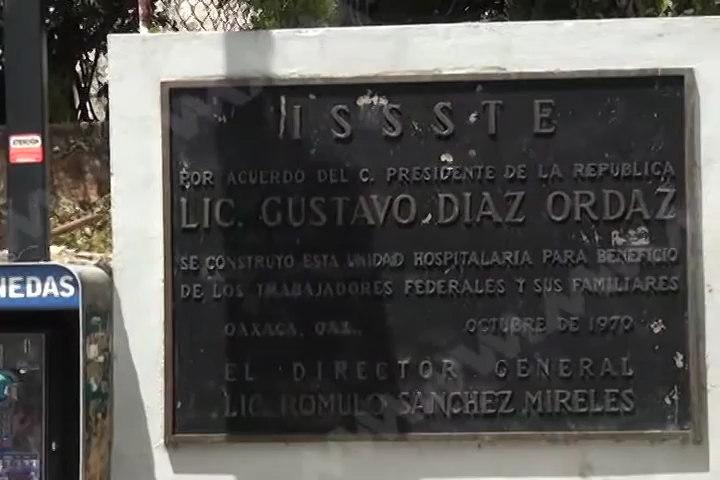 ISSSTE
POR ACUERDO DEL C. PRESIDENTE DE LA REPUBLICA
LIC. GUSTAVO DIAZ ORDAZ
SE CONSTRUYO ESTA UNIDAD HOSPITALARIA PARA BENEFICIO
DE LOS TRABAJADORES FEDERALES Y SUS FAMILIARES
OAXACA, OAX. OCTUBRE DE 1970
EL DIRECTOR GENERAL
LIC. ROMULO SANCHEZ MIRELES
ATENCION
NEDAS